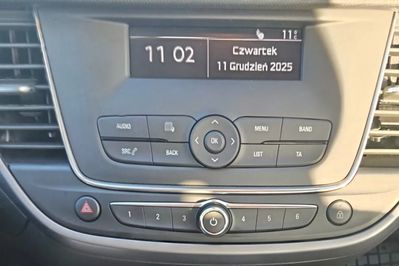 11°C
11 02
Czwartek
11 Grudzień 2025
AUDIO MENU BAND
SRC OK
BACK LIST TA
1 2 3 4 5 6